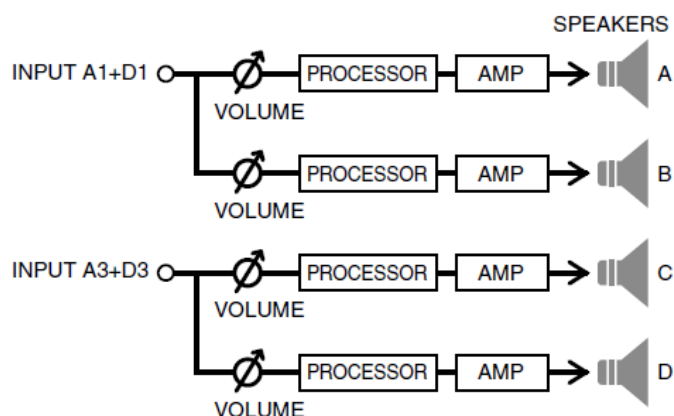 SPEAKERS
INPUT A1+D1 PROCESSOR AMP A
VOLUME
PROCESSOR AMP B
VOLUME
INPUT A3+D3 PROCESSOR AMP C
VOLUME
PROCESSOR AMP D
VOLUME